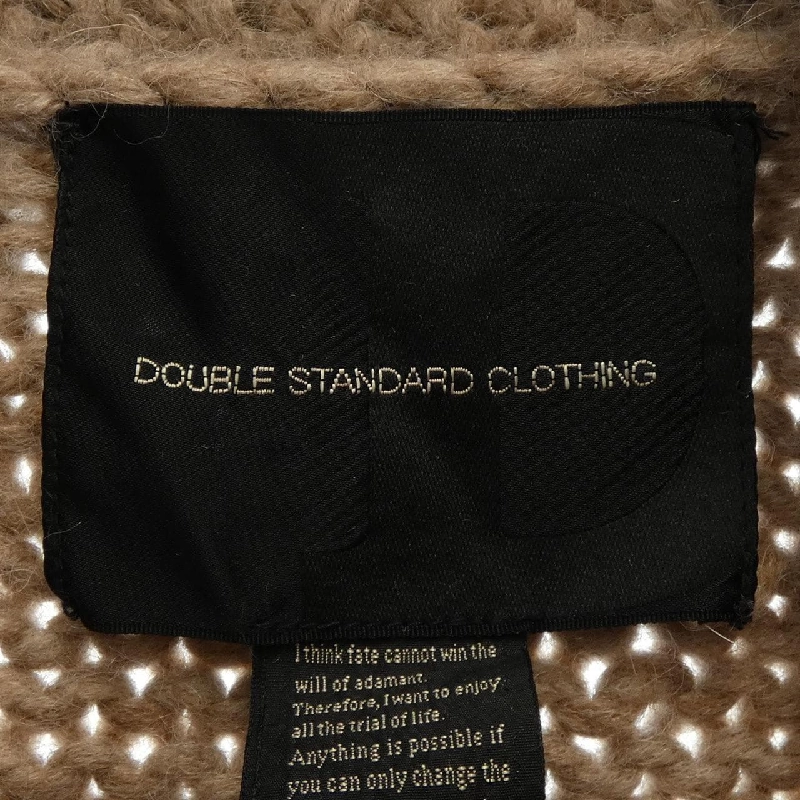 DOUBLE STANDARD CLOTHING
I think fate cannot win the
will of adamant.
Therefore, I want to enjoy
all the trial of life.
Anything is possible if
you can only change the